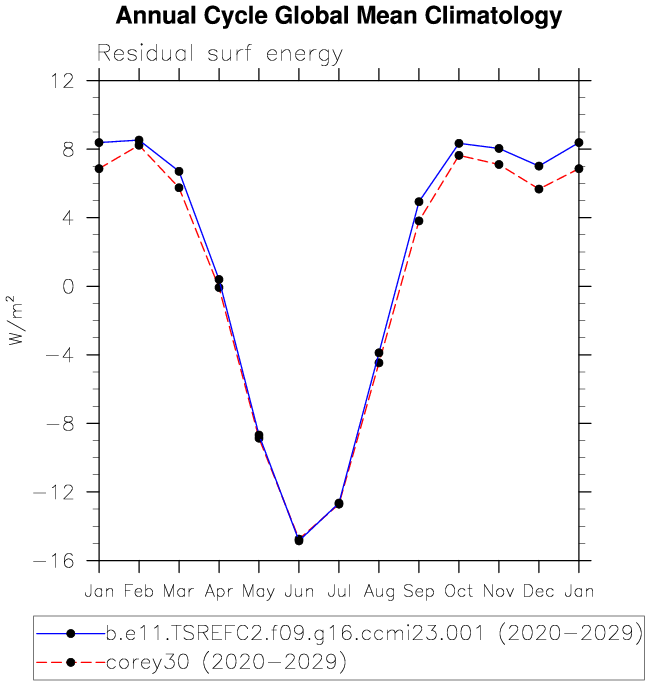 Annual Cycle Global Mean Climatology
Residual surf energy
12
8
4
0
−4
−8
−12
−16
W/m²
Jan Feb Mar Apr May Jun Jul Aug Sep Oct Nov Dec Jan
b.e11.TSREFC2.f09.g16.ccmi23.001 (2020−2029)
corey30 (2020−2029)